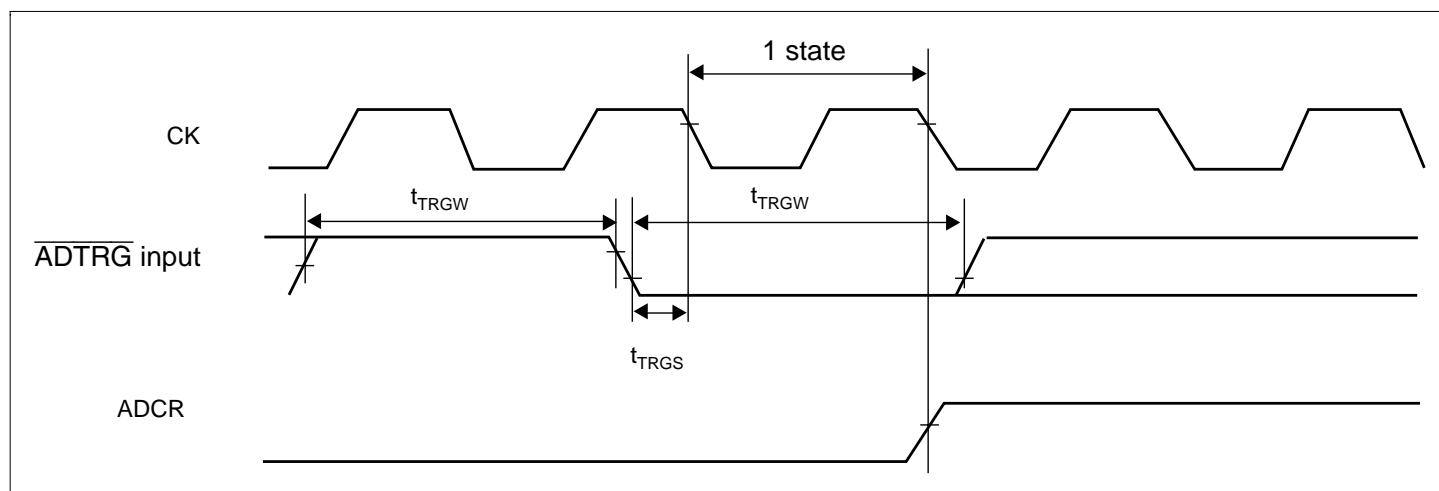 1 state
CK
tTRGW
tTRGW
ADTRG input
tTRGS
ADCR